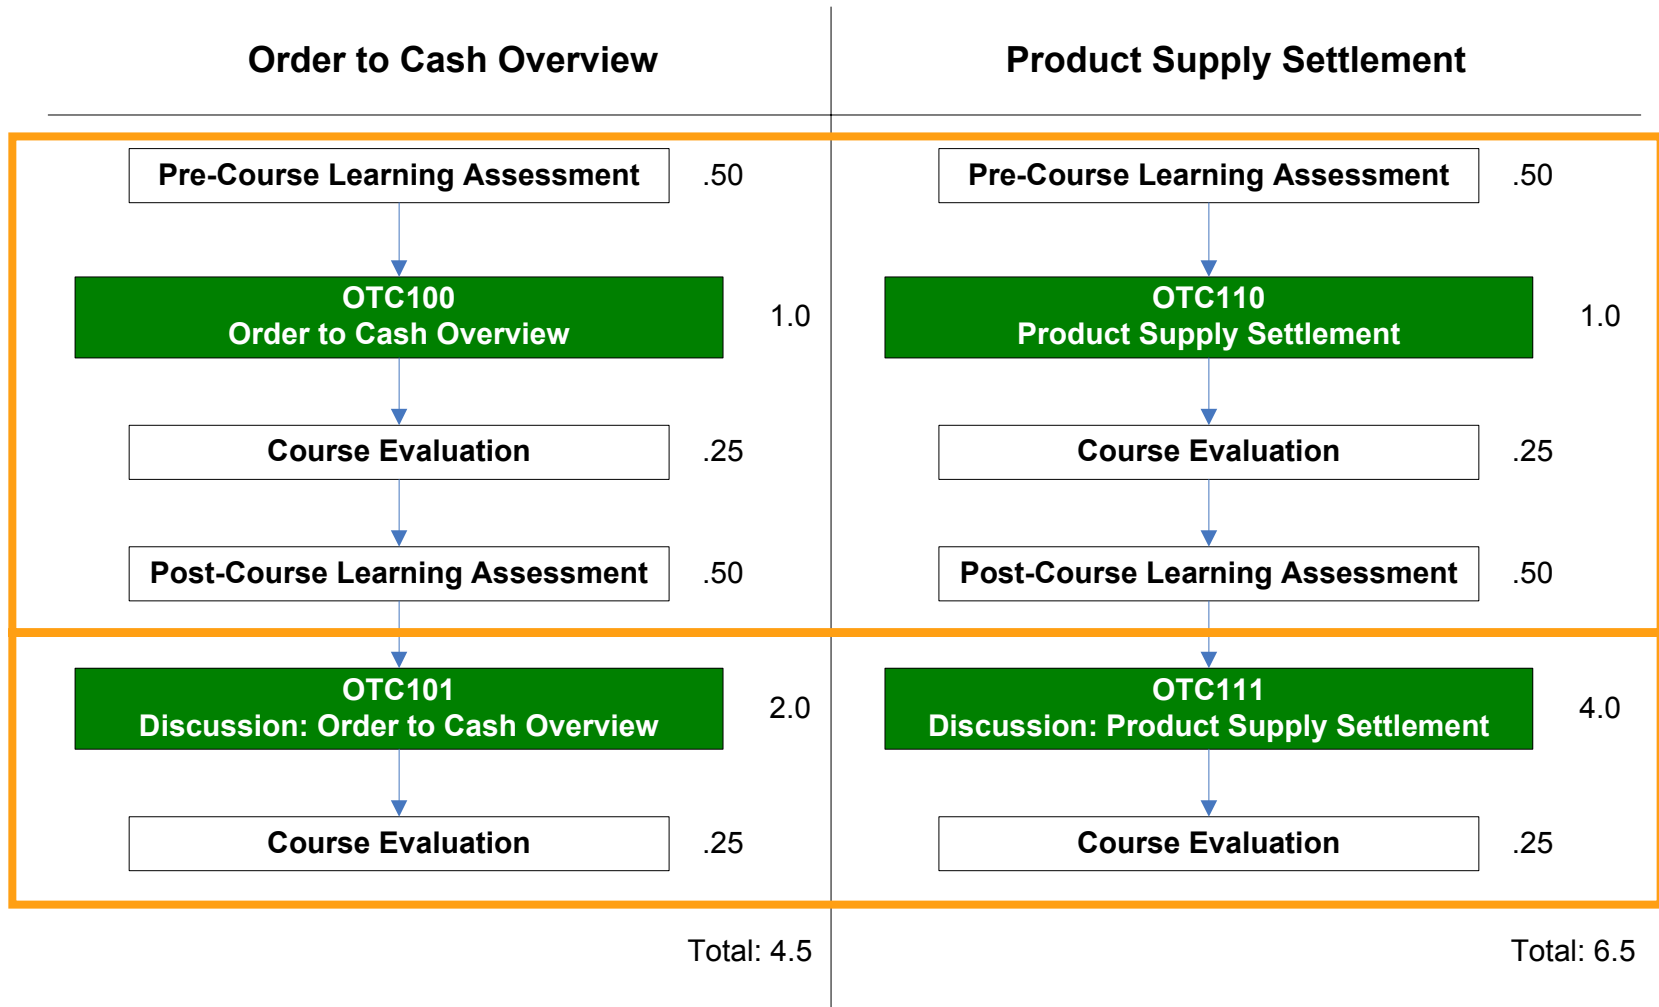 Order to Cash Overview
Pre-Course Learning Assessment .50
OTC100
Order to Cash Overview
1.0
Course Evaluation .25
Post-Course Learning Assessment .50
OTC101
Discussion: Order to Cash Overview
2.0
Course Evaluation .25
Total: 4.5
Product Supply Settlement
Pre-Course Learning Assessment .50
OTC110
Product Supply Settlement
1.0
Course Evaluation .25
Post-Course Learning Assessment .50
OTC111
Discussion: Product Supply Settlement
4.0
Course Evaluation .25
Total: 6.5